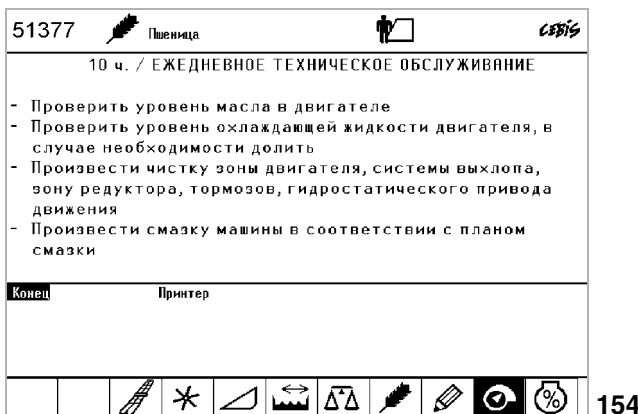 51377 Пшеница CEBIS
10 ч. / ЕЖЕДНЕВНОЕ ТЕХНИЧЕСКОЕ ОБСЛУЖИВАНИЕ
- Проверить уровень масла в двигателе
- Проверить уровень охлаждающей жидкости двигателя, в
случае необходимости долить
- Произвести чистку зоны двигателя, системы выхлопа,
зону редуктора, тормозов, гидростатического привода
движения
- Произвести смазку машины в соответствии с планом
смазки
Конец Принтер
%
154